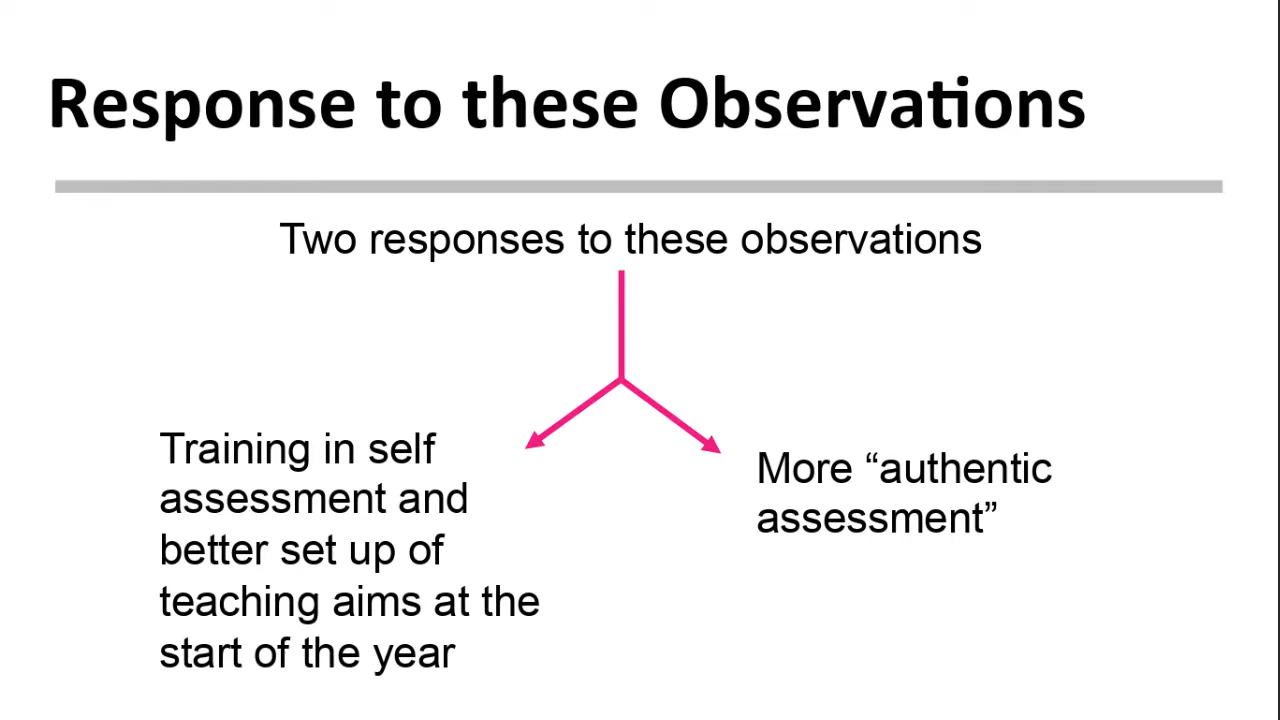 Response to these Observations
Two responses to these observations
Training in self
assessment and
better set up of
teaching aims at the
start of the year
More “authentic
assessment”